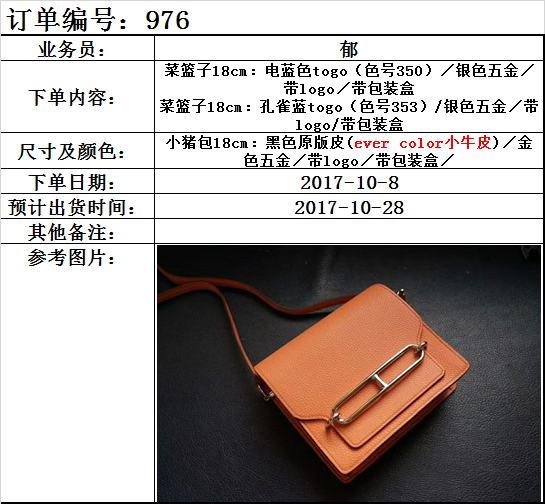 订单编号：976
业务员：
郁
下单内容：
菜篮子18cm：电蓝色togo（色号350）／银色五金／
带logo／带包装盒
菜篮子18cm：孔雀蓝togo（色号353）/银色五金／带
logo/带包装盒
尺寸及颜色：
小猪包18cm：黑色原版皮(ever color小牛皮)／金
色五金／带logo／带包装盒／
下单日期：
2017-10-8
预计出货时间：
2017-10-28
其他备注：
参考图片：